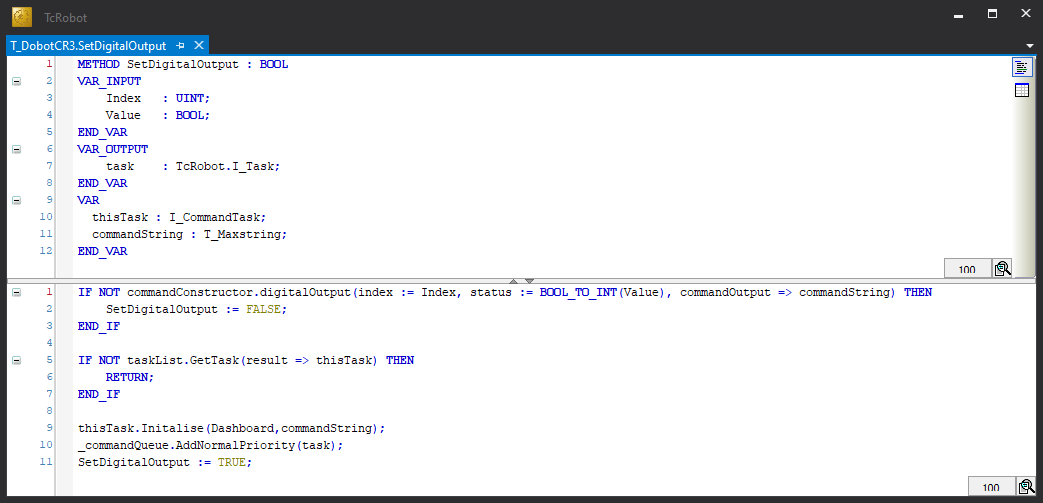 TcRobot
T_DobotCR3.SetDigitalOutput
1 METHOD SetDigitalOutput : BOOL
2 VAR_INPUT
3 Index : UINT;
4 Value : BOOL;
5 END_VAR
6 VAR_OUTPUT
7 task : TcRobot.I_Task;
8 END_VAR
9 VAR
10 thisTask : I_CommandTask;
11 commandString : T_Maxstring;
12 END_VAR
100
1 IF NOT commandConstructor.digitalOutput(index := Index, status := BOOL_TO_INT(Value), commandOutput => commandString) THEN
2 SetDigitalOutput := FALSE;
3 END_IF
4
5 IF NOT taskList.GetTask(result => thisTask) THEN
6 RETURN;
7 END_IF
8
9 thisTask.Initalise(Dashboard,commandString);
10 _commandQueue.AddNormalPriority(task);
11 SetDigitalOutput := TRUE;
100